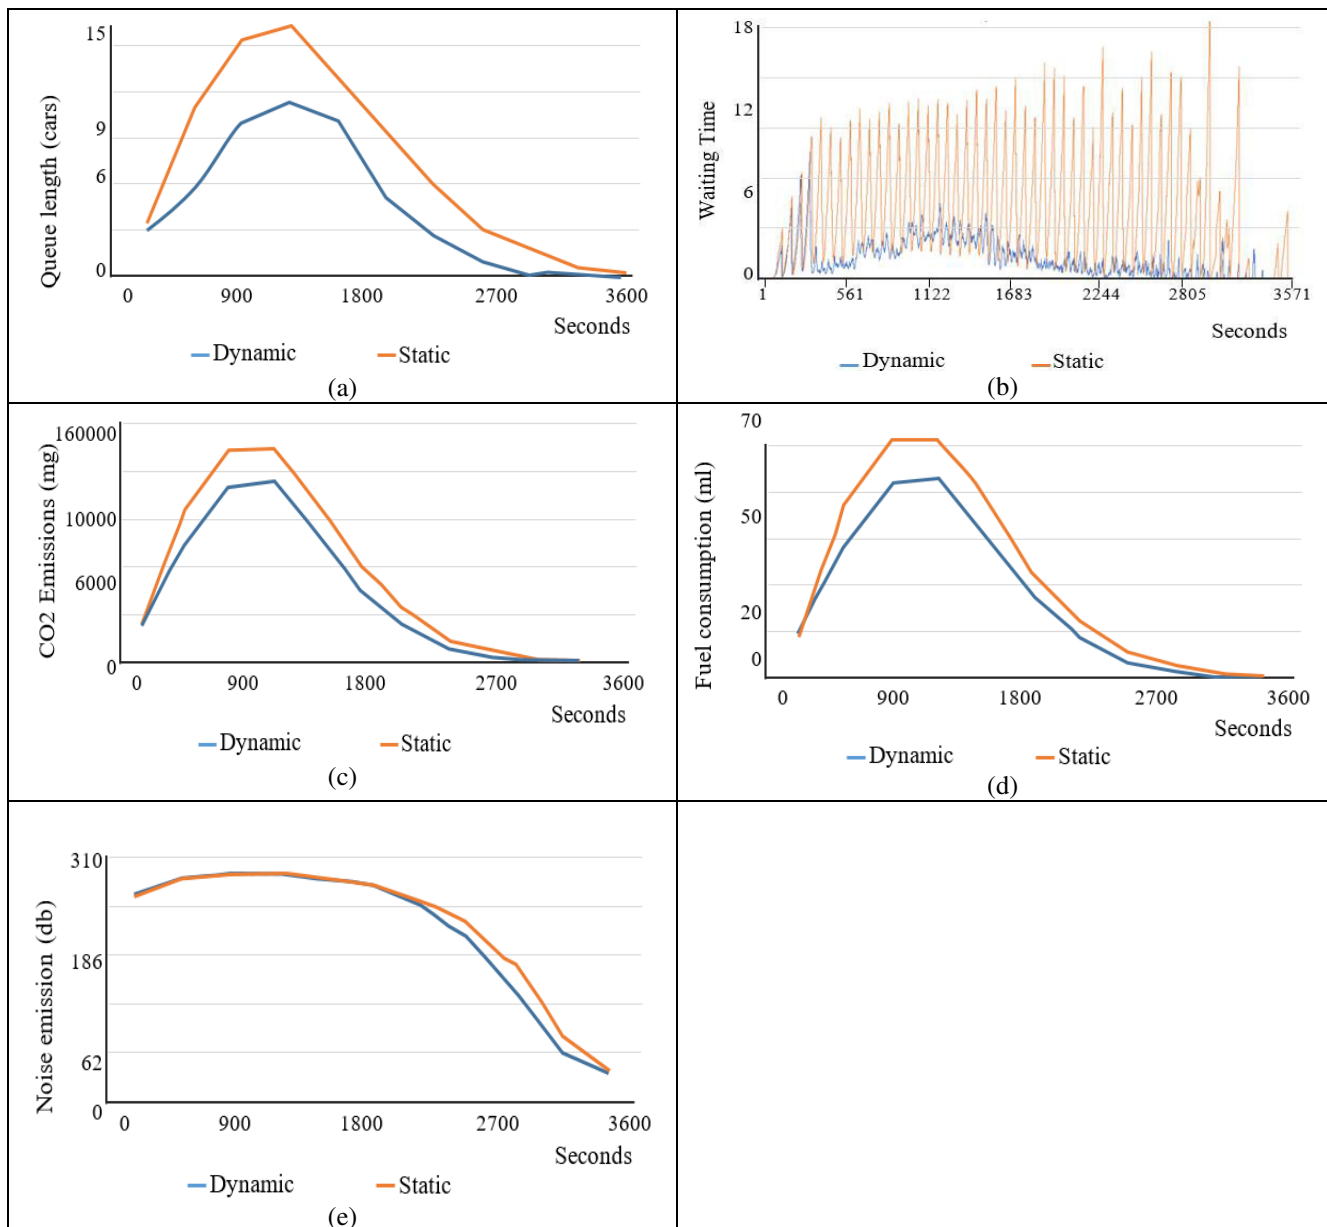 15
9
6
0
Queue length (cars)
0 900 1800 2700 3600
Seconds
Dynamic Static
(a)
18
12
6
0
Waiting Time
1 561 1122 1683 2244 2805 3571
Seconds
Dynamic Static
(b)
160000
10000
6000
0
CO2 Emissions (mg)
0 900 1800 2700 3600
Seconds
Dynamic Static
(c)
70
50
20
0
Fuel consumption (ml)
0 900 1800 2700 3600
Seconds
Dynamic Static
(d)
310
186
62
0
Noise emission (db)
0 900 1800 2700 3600
Seconds
Dynamic Static
(e)